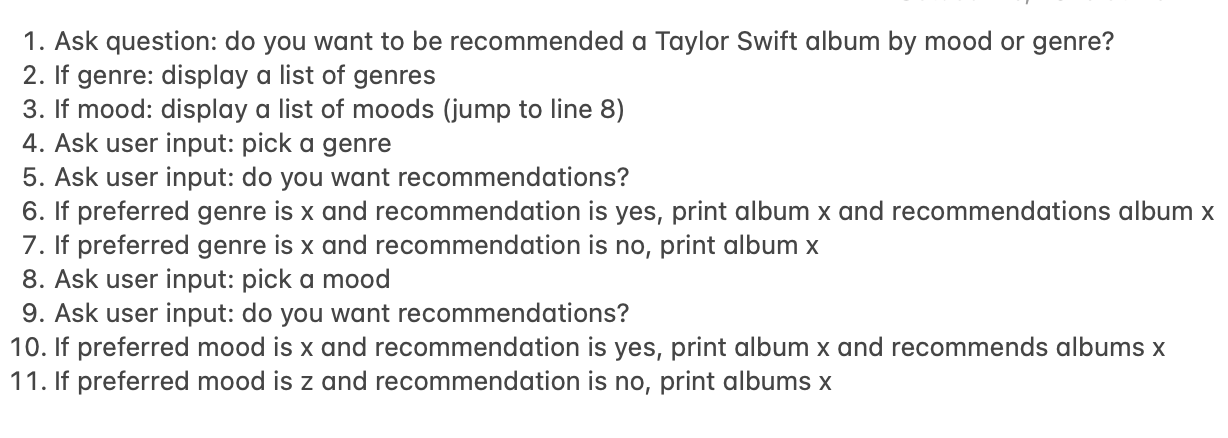 1. Ask question: do you want to be recommended a Taylor Swift album by mood or genre?
2. If genre: display a list of genres
3. If mood: display a list of moods (jump to line 8)
4. Ask user input: pick a genre
5. Ask user input: do you want recommendations?
6. If preferred genre is x and recommendation is yes, print album x and recommendations album x
7. If preferred genre is x and recommendation is no, print album x
8. Ask user input: pick a mood
9. Ask user input: do you want recommendations?
10. If preferred mood is x and recommendation is yes, print album x and recommends albums x
11. If preferred mood is z and recommendation is no, print albums x